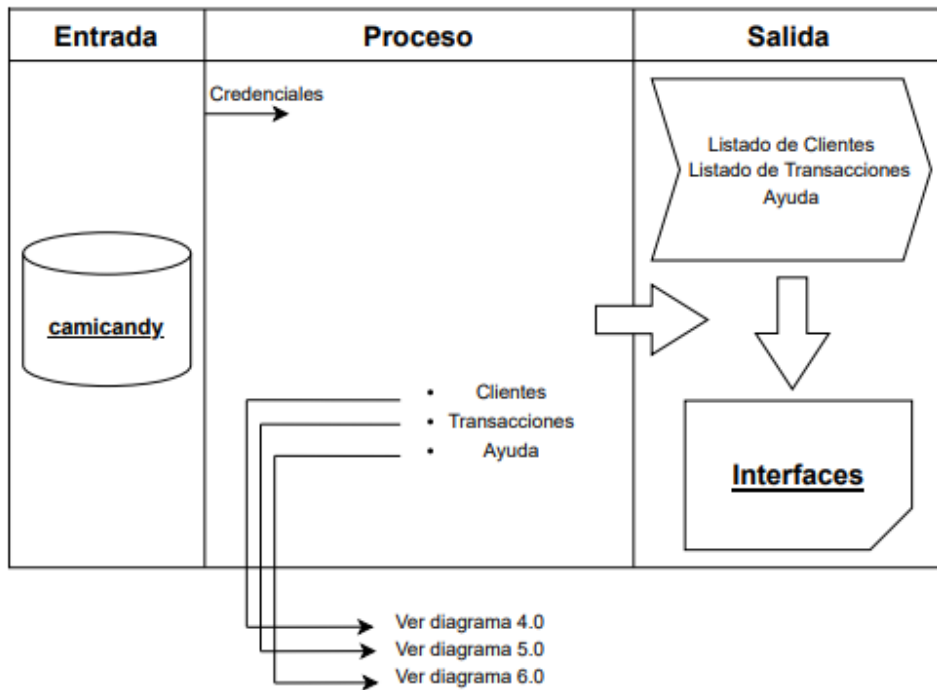 Entrada
Proceso
Salida
Credenciales
Listado de Clientes
Listado de Transacciones
Ayuda
camicandy
• Clientes
• Transacciones
• Ayuda
Interfaces
Ver diagrama 4.0
Ver diagrama 5.0
Ver diagrama 6.0